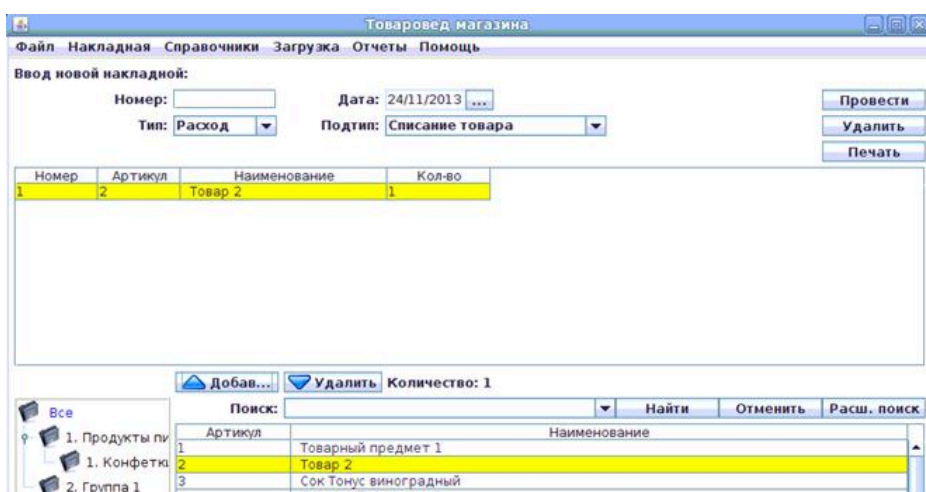 Товаровед магазина
Файл Накладная Справочники Загрузка Отчеты Помощь
Ввод новой накладной:
Номер: Дата: 24/11/2013 ... Провести
Тип: Расход Подтип: Списание товара Удалить
Печать
Номер Артикул Наименование Кол-во
1 2 Товар 2 1
Добав... Удалить Количество: 1
Все Поиск: Найти Отменить Расш. поиск
Артикул Наименование
1. Продукты пи 1 Товарный предмет 1
1. Конфетки 2 Товар 2
2. Группа 1 3 Сок Тонус виноградный